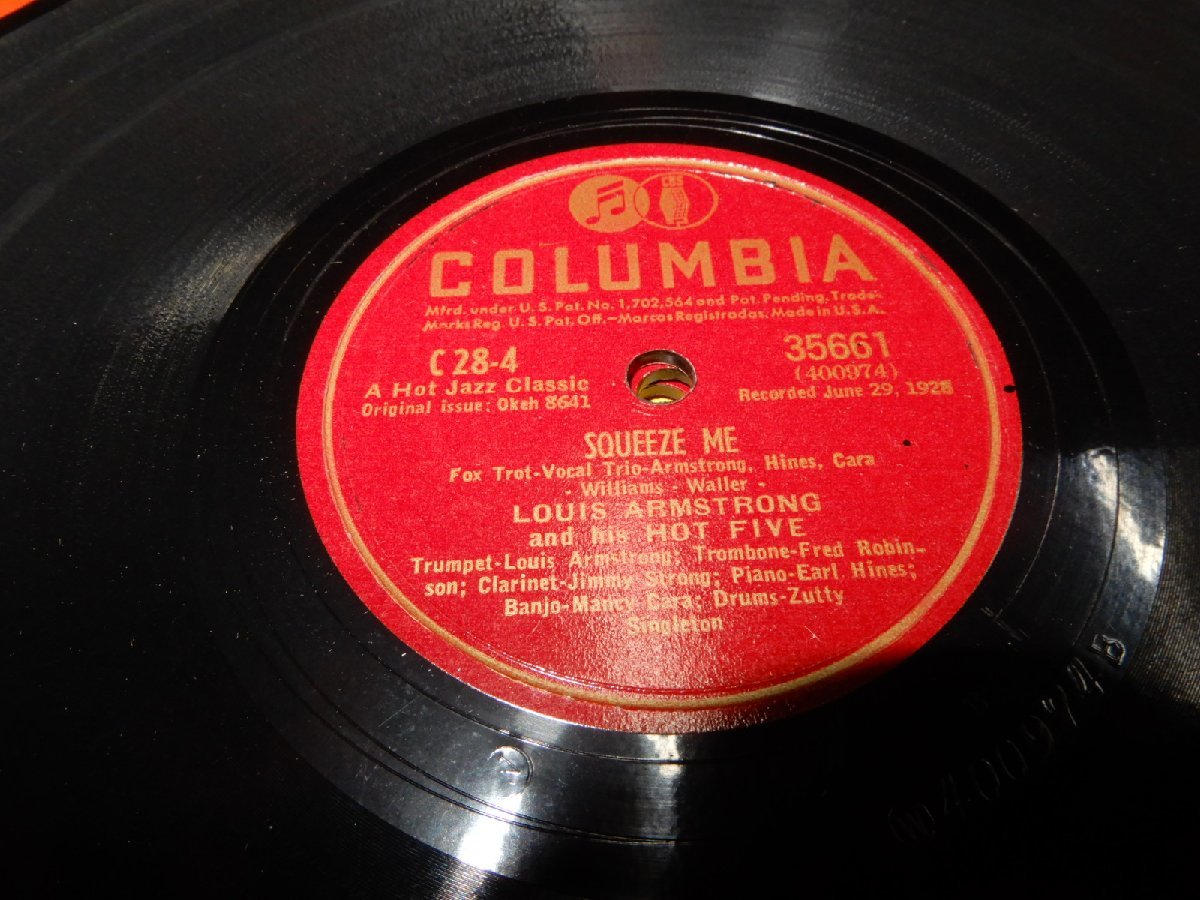 CBS
COLUMBIA
Mfrd. under U.S. Pat. No. 1,702,564 and Pat. Pending, Trade-
Marks Reg. U.S. Pat. Off.-Marcas Registradas. Made in U.S.A.
C 28-4
A Hot Jazz Classic
Original issue: Okeh 8641
35661
(400974)
Recorded June 29, 1928
SQUEEZE ME
Fox Trot-Vocal Trio-Armstrong, Hines, Cara
- Williams - Waller -
LOUIS ARMSTRONG
and his HOT FIVE
Trumpet-Louis Armstrong; Trombone-Fred Robin-
son; Clarinet-Jimmy Strong; Piano-Earl Hines;
Banjo-Mancy Cara; Drums-Zutty
Singleton